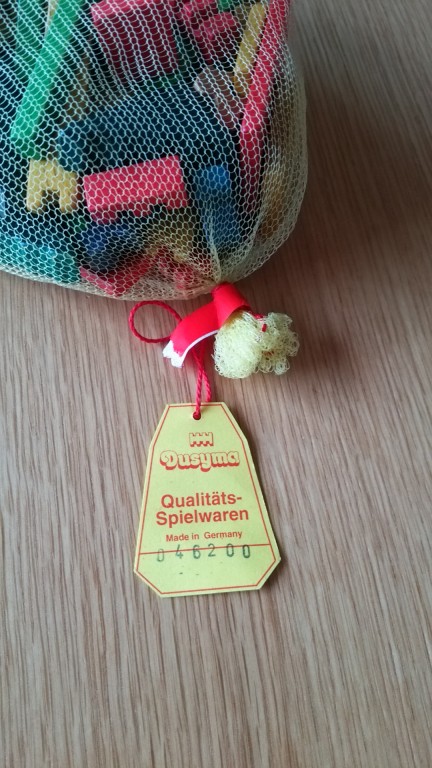 Dusyma
Qualitäts-
Spielwaren
Made in Germany
046200